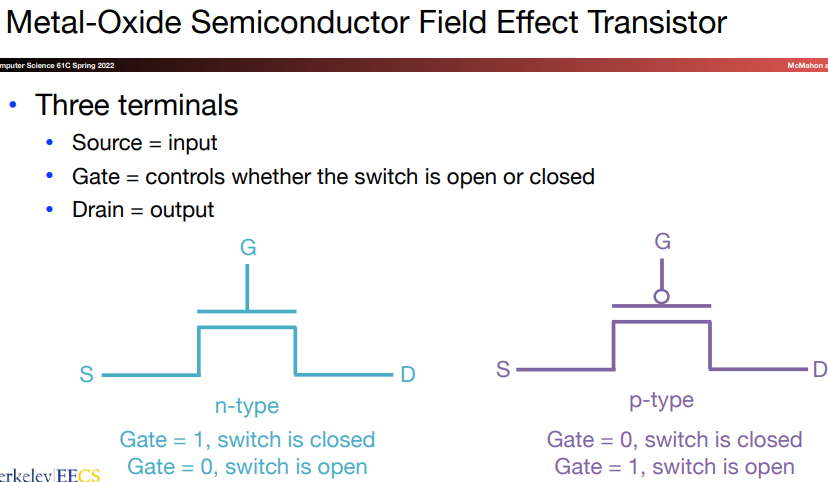 Metal-Oxide Semiconductor Field Effect Transistor
mputer Science 61C Spring 2022
McMahon a
• Three terminals
• Source = input
• Gate = controls whether the switch is open or closed
• Drain = output
G
S
D
n-type
Gate = 1, switch is closed
Gate = 0, switch is open
G
S
D
p-type
Gate = 0, switch is closed
Gate = 1, switch is open
erkeley EECS